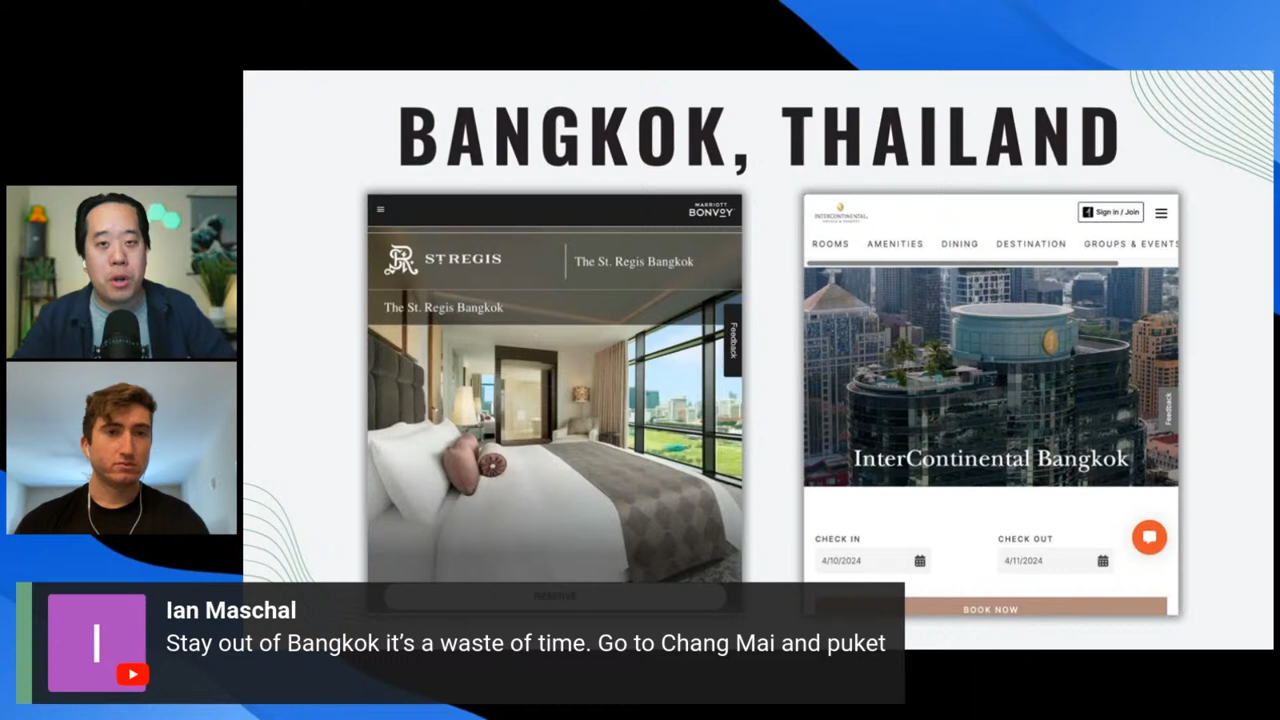 BANGKOK, THAILAND
MARRIOTT
BONVOY
ST REGIS
The St. Regis Bangkok
The St. Regis Bangkok
Feedback
RESERVE
INTERCONTINENTAL
Sign in / Join
ROOMS AMENITIES DINING DESTINATION GROUPS & EVENTS
Feedback
InterContinental Bangkok
CHECK IN
CHECK OUT
4/10/2024
4/11/2024
BOOK NOW
I
Ian Maschal
Stay out of Bangkok it’s a waste of time. Go to Chang Mai and puket